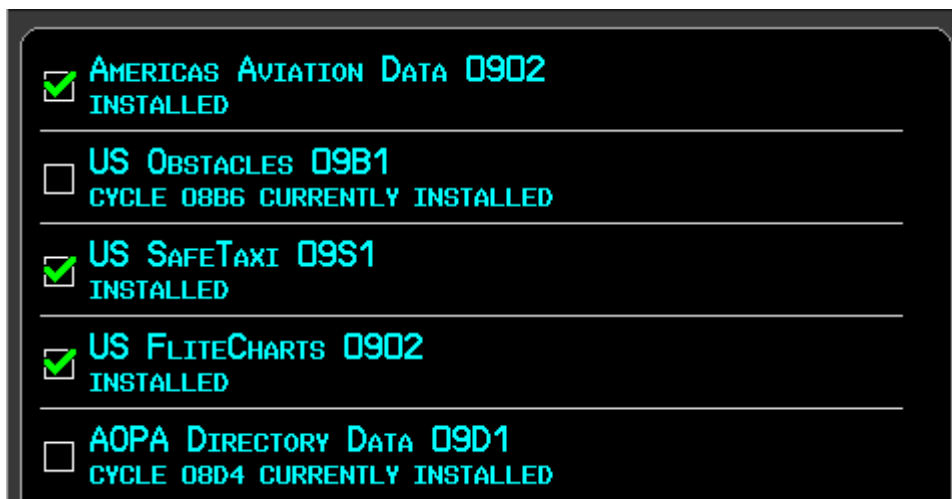 Americas Aviation Data 0902
INSTALLED
US Obstacles 09B1
CYCLE 08B6 CURRENTLY INSTALLED
US SafeTaxi 09S1
INSTALLED
US FliteCharts 0902
INSTALLED
AOPA Directory Data 09D1
CYCLE 08D4 CURRENTLY INSTALLED